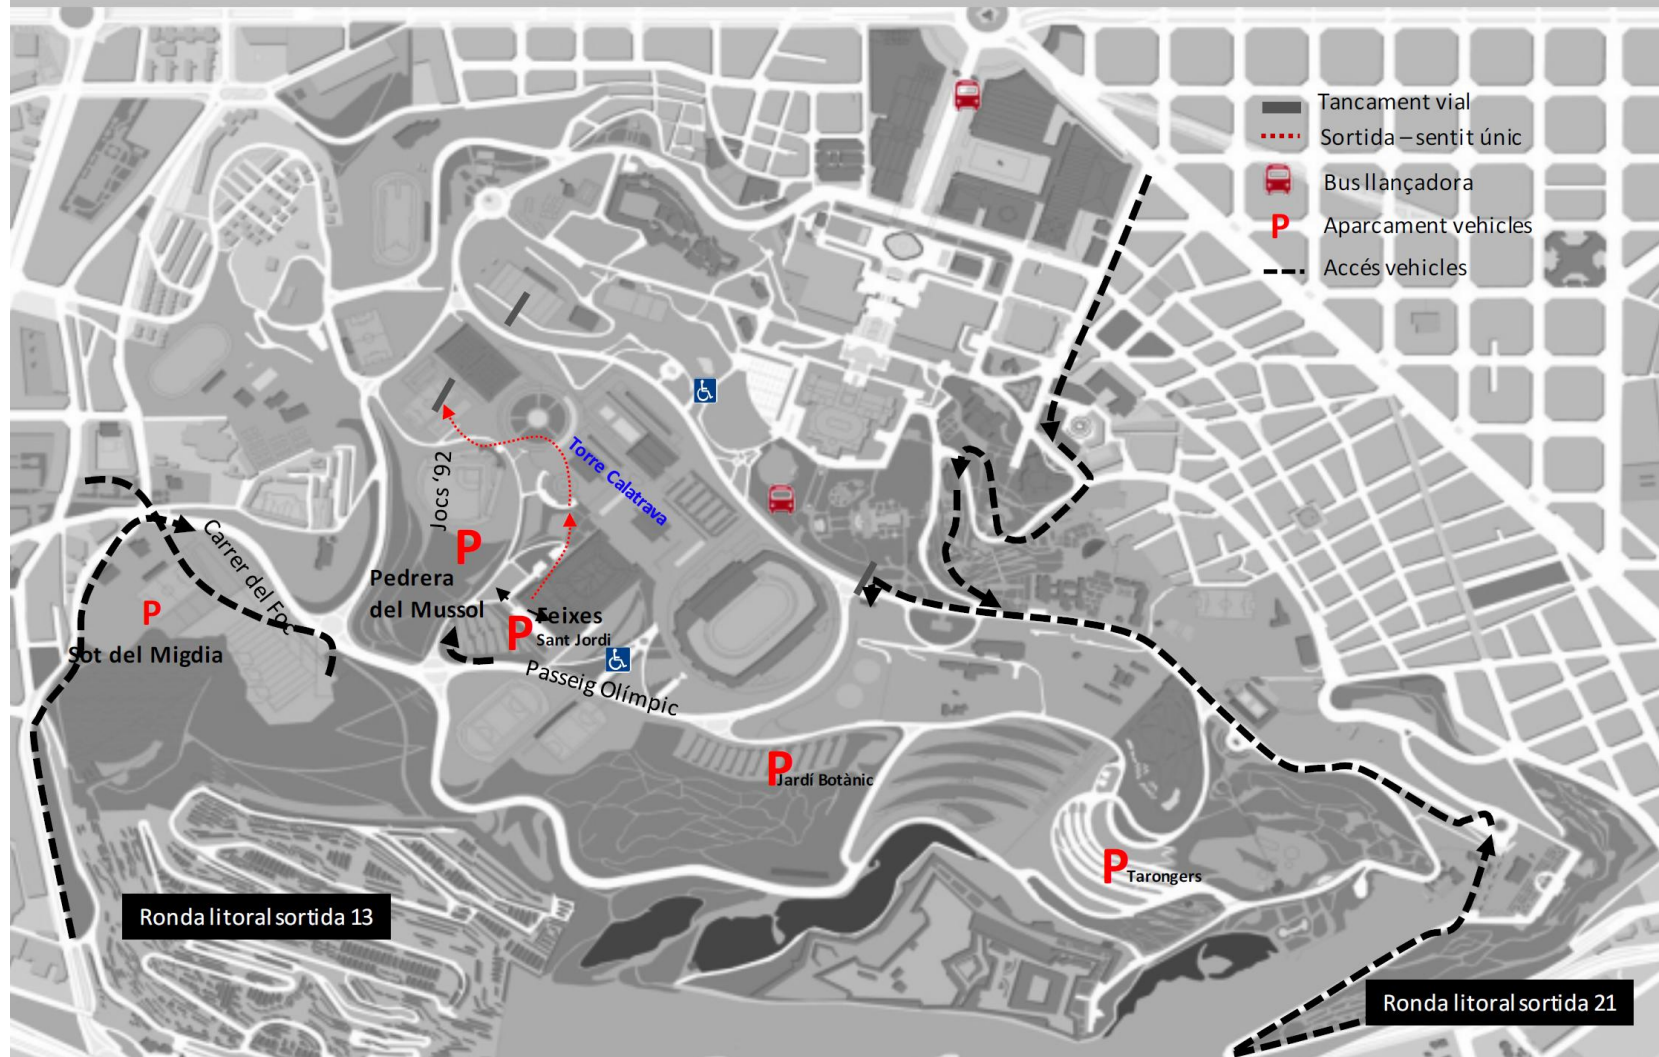 Tancament vial
Sortida – sentit únic
Bus llançadora
P Aparcament vehicles
Accés vehicles
Torre Calatrava
Jocs ‘92
P
Carrer del Foc
Pedrera
del Mussol
P
Feixes
Sant Jordi
P
Sot del Migdia
Passeig Olímpic
P
Jardí Botànic
P
Tarongers
Ronda litoral sortida 13
Ronda litoral sortida 21